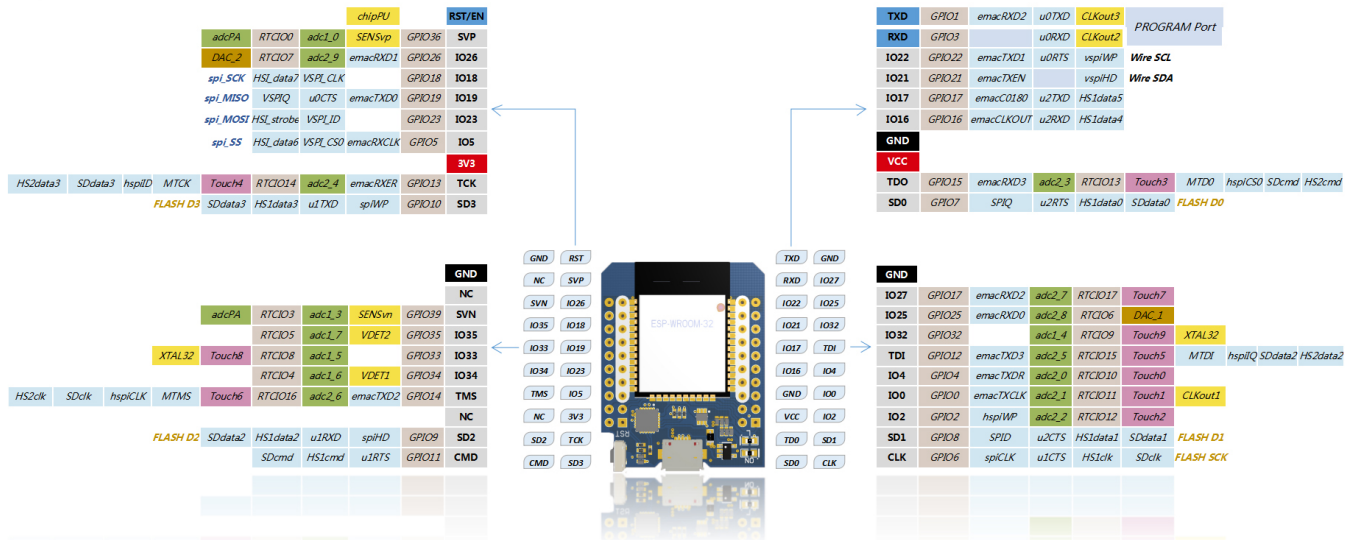 chipPU RST/EN
adcPA RTCIO0 adc1_0 SENSvp GPIO36 SVP
DAC_2 RTCIO7 adc2_9 emacRXD1 GPIO26 IO26
spi_SCK HSI_data7 VSPI_CLK GPIO18 IO18
spi_MISO VSPIQ u0CTS emacTXD0 GPIO19 IO19
spi_MOSI HSI_strobe VSPI_ID GPIO23 IO23
spi_SS HSI_data6 VSPI_CS0 emacRXCLK GPIO5 IO5
3V3
HS2data3 SDdata3 hspiID MTCK Touch4 RTCIO14 adc2_4 emacRXER GPIO13 TCK
FLASH D3 SDdata3 HS1data3 u1TXD spiWP GPIO10 SD3
TXD GPIO1 emacRXD2 u0TXD CLKout3 PROGRAM Port
RXD GPIO3 u0RXD CLKout2
IO22 GPIO22 emacTXD1 u0RTS vspiWP Wire SCL
IO21 GPIO21 emacTXEN vspiHD Wire SDA
IO17 GPIO17 emacC0180 u2TXD HS1data5
IO16 GPIO16 emacCLKOUT u2RXD HS1data4
GND
VCC
TDO GPIO15 emacRXD3 adc2_3 RTCIO13 Touch3 MTD0 hspiCS0 SDcmd HS2cmd
SD0 GPIO7 SPIQ u2RTS HS1data0 SDdata0 FLASH D0
GND
NC
adcPA RTCIO3 adc1_3 SENSvn GPIO39 SVN
RTCIO5 adc1_7 VDET2 GPIO35 IO35
XTAL32 Touch8 RTCIO8 adc1_5 GPIO33 IO33
RTCIO4 adc1_6 VDET1 GPIO34 IO34
HS2clk SDclk hspiCLK MTMS Touch6 RTCIO16 adc2_6 emacTXD2 GPIO14 TMS
NC
FLASH D2 SDdata2 HS1data2 u1RXD spiHD GPIO9 SD2
SDcmd HS1cmd u1RTS GPIO11 CMD
GND RST
NC SVP
SVN IO26
IO35 IO18
IO33 IO19
IO34 IO23
TMS IO5
NC 3V3
SD2 TCK
CMD SD3
ESP-WROOM-32
RST
ON
TXD GND
RXD IO27
IO22 IO25
IO21 IO32
IO17 TDI
IO16 IO4
GND IO0
VCC IO2
TD0 SD1
SD0 CLK
GND
IO27 GPIO17 emacRXD2 adc2_7 RTCIO17 Touch7
IO25 GPIO25 emacRXD0 adc2_8 RTCIO6 DAC_1
IO32 GPIO32 adc1_4 RTCIO9 Touch9 XTAL32
TDI GPIO12 emacTXD3 adc2_5 RTCIO15 Touch5 MTDI hspiIQ SDdata2 HS2data2
IO4 GPIO4 emacTXDR adc2_0 RTCIO10 Touch0
IO0 GPIO0 emacTXCLK adc2_1 RTCIO11 Touch1 CLKout1
IO2 GPIO2 hspiWP adc2_2 RTCIO12 Touch2
SD1 GPIO8 SPID u2CTS HS1data1 SDdata1 FLASH D1
CLK GPIO6 spiCLK u1CTS HS1clk SDclk FLASH SCK